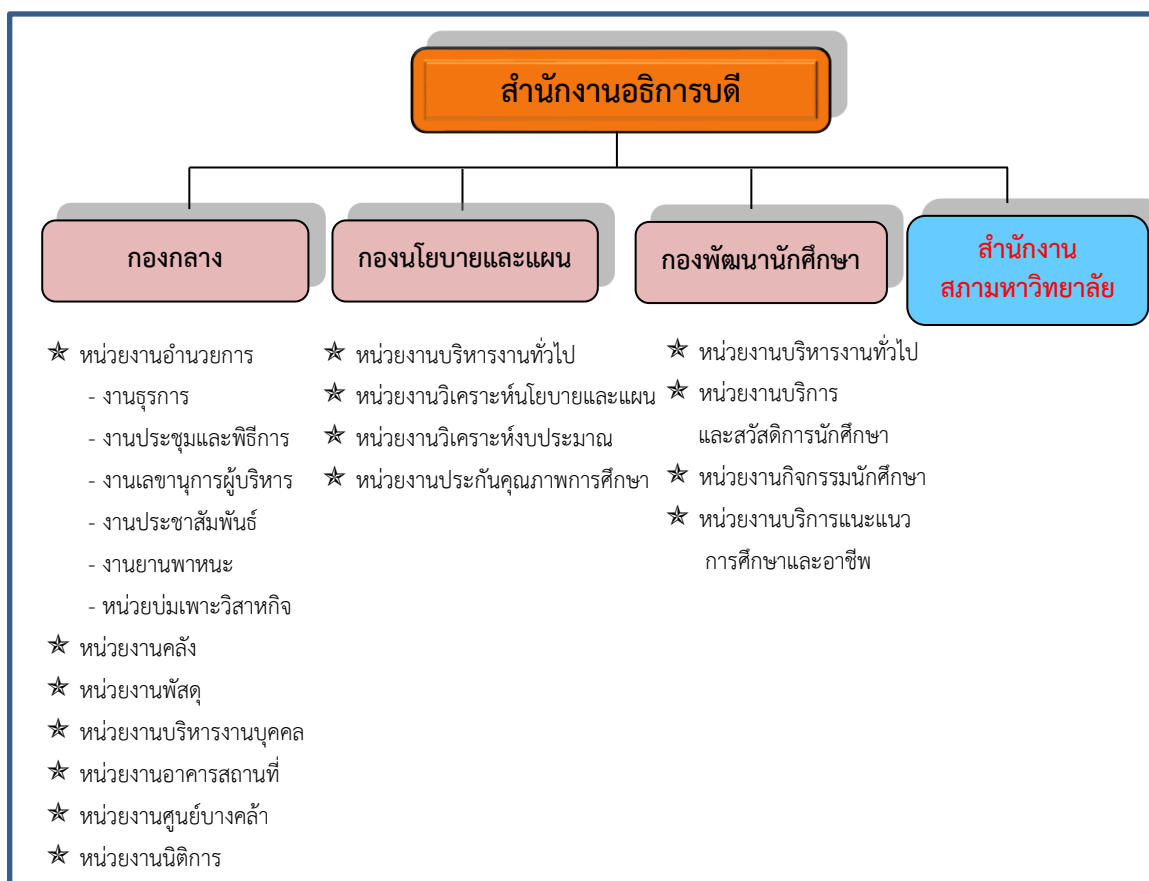 สำนักงานอธิการบดี
กองกลาง
กองนโยบายและแผน
กองพัฒนานักศึกษา
สำนักงาน
สภามหาวิทยาลัย
หน่วยงานอำนวยการ
- งานธุรการ
- งานประชุมและพิธีการ
- งานเลขานุการผู้บริหาร
- งานประชาสัมพันธ์
- งานยานพาหนะ
- หน่วยบ่มเพาะวิสาหกิจ
หน่วยงานคลัง
หน่วยงานพัสดุ
หน่วยงานบริหารงานบุคคล
หน่วยงานอาคารสถานที่
หน่วยงานศูนย์บางคล้า
หน่วยงานนิติการ
หน่วยงานบริหารงานทั่วไป
หน่วยงานวิเคราะห์นโยบายและแผน
หน่วยงานวิเคราะห์งบประมาณ
หน่วยงานประกันคุณภาพการศึกษา
หน่วยงานบริหารงานทั่วไป
หน่วยงานบริการ
และสวัสดิการนักศึกษา
หน่วยงานกิจกรรมนักศึกษา
หน่วยงานบริการแนะแนว
การศึกษาและอาชีพ